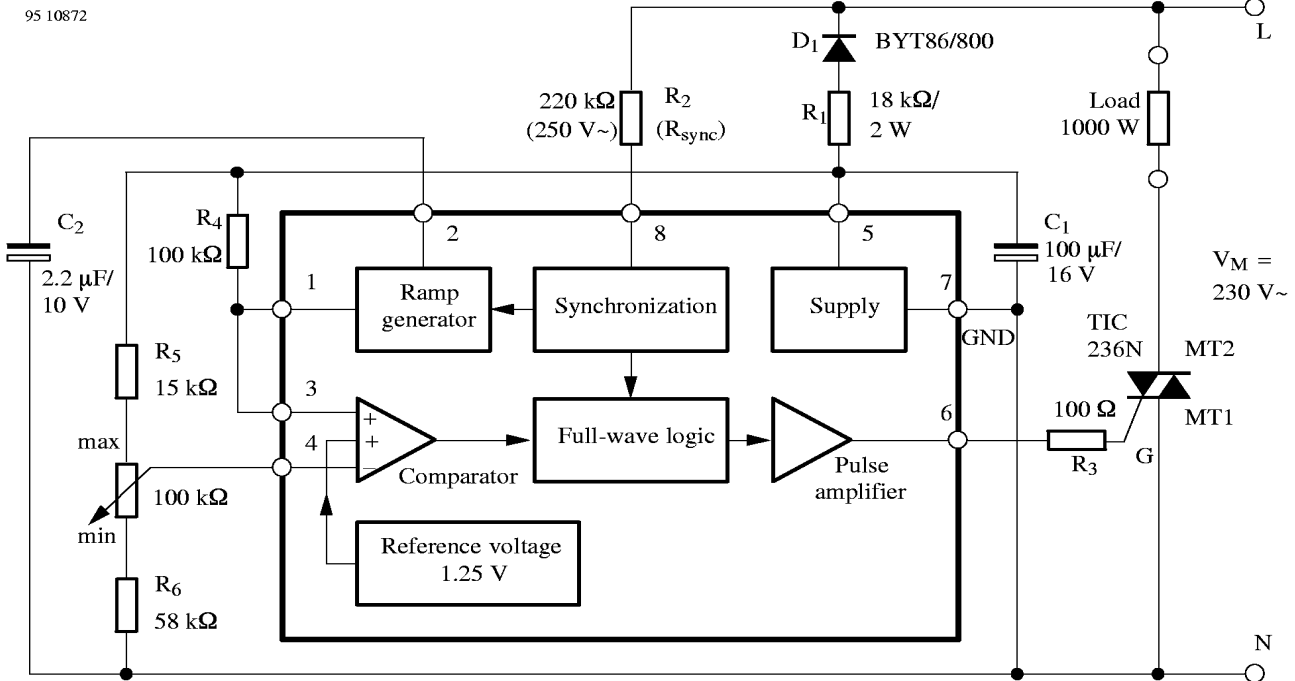 95 10872
L
D1
BYT86/800
220 kΩ
(250 V~)
R2
(Rsync)
R1
18 kΩ/
2 W
Load
1000 W
C2
2.2 μF/
10 V
R4
100 kΩ
2
8
5
C1
100 μF/
16 V
VM =
230 V~
1
Ramp
generator
Synchronization
Supply
7
GND
TIC
236N
MT2
MT1
R5
15 kΩ
3
4
+
+
−
Comparator
Full-wave logic
Pulse
amplifier
6
100 Ω
R3
G
max
100 kΩ
min
Reference voltage
1.25 V
R6
58 kΩ
N